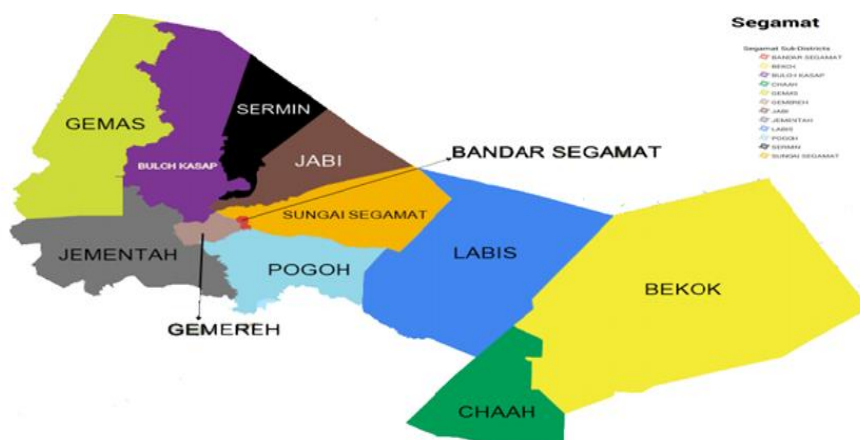 Segamat
Segamat Sub Districts
BANDAR SEGAMAT
BEKOK
BULOH KASAP
CHAAH
GEMAS
GEMEREH
JABI
JEMENTAH
LABIS
POGOH
SERMIN
SUNGAI SEGAMAT
GEMAS
SERMIN
BULOH KASAP
JABI
BANDAR SEGAMAT
SUNGAI SEGAMAT
JEMENTAH
POGOH
LABIS
BEKOK
GEMEREH
CHAAH